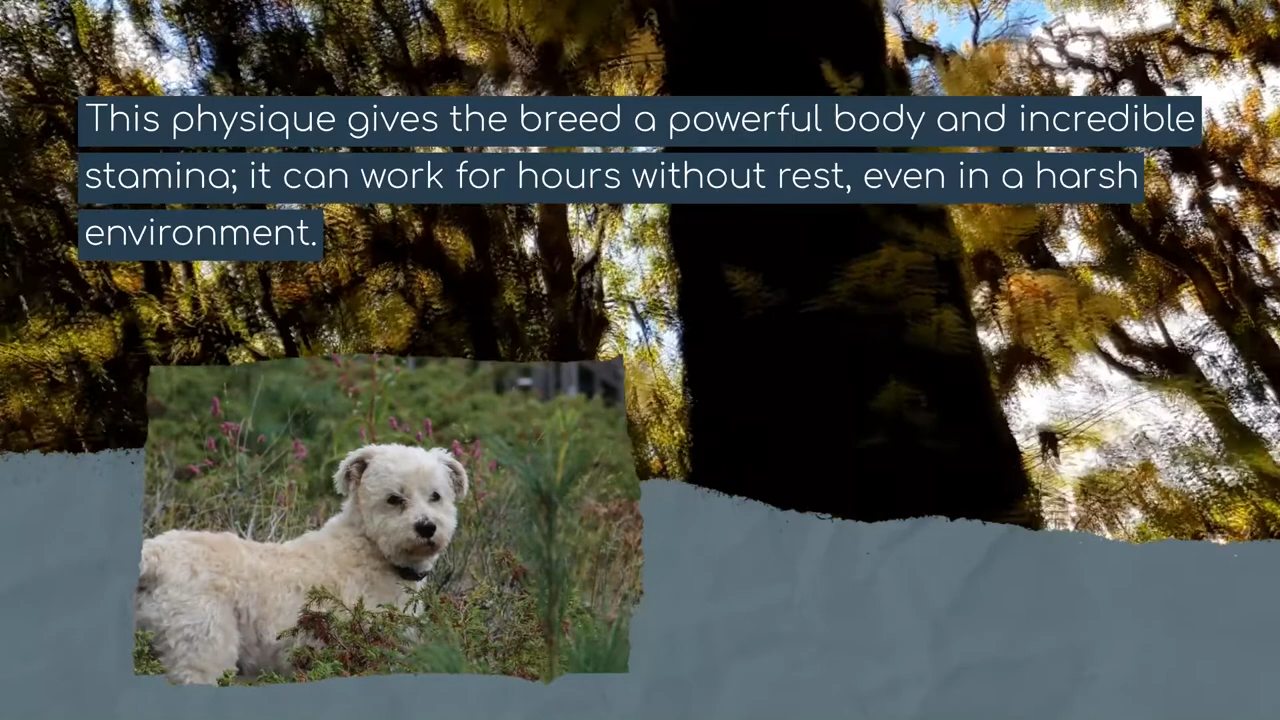 This physique gives the breed a powerful body and incredible
stamina; it can work for hours without rest, even in a harsh
environment.